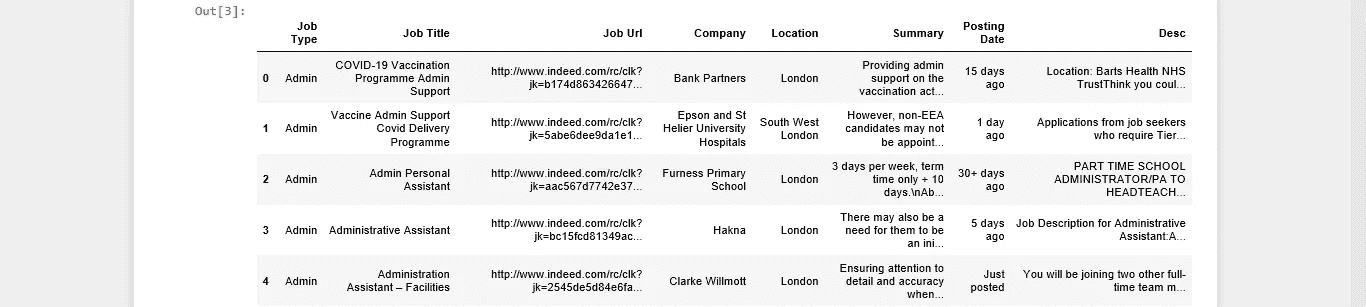 Out[3]:
Job Type Job Title Job Url Company Location Summary Posting Date Desc
0 Admin COVID-19 Vaccination Programme Admin Support http://www.indeed.com/rc/clk?jk=b174d863426647... Bank Partners London Providing admin support on the vaccination act... 15 days ago Location: Barts Health NHS TrustThink you coul...
1 Admin Vaccine Admin Support Covid Delivery Programme http://www.indeed.com/rc/clk?jk=5abe6dee9da1e1... Epson and St Helier University Hospitals South West London However, non-EEA candidates may not be appoint... 1 day ago Applications from job seekers who require Tier...
2 Admin Admin Personal Assistant http://www.indeed.com/rc/clk?jk=aac567d7742e37... Furness Primary School London 3 days per week, term time only + 10 days.\nAb... 30+ days ago PART TIME SCHOOL ADMINISTRATOR/PA TO HEADTEACH...
3 Admin Administrative Assistant http://www.indeed.com/rc/clk?jk=bc15fcd81349ac... Hakna London There may also be a need for them to be an ini... 5 days ago Job Description for Administrative Assistant:A...
4 Admin Administration Assistant – Facilities http://www.indeed.com/rc/clk?jk=2545de5d84e6fa... Clarke Willmott London Ensuring attention to detail and accuracy when... Just posted You will be joining two other full-time team m...